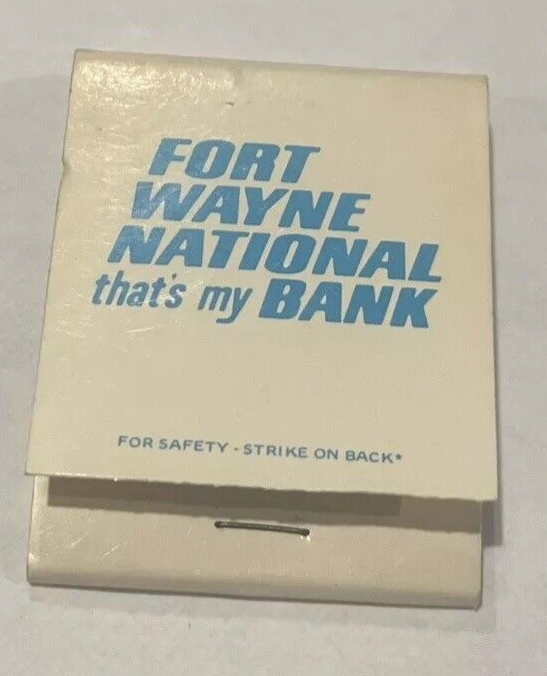 FORT
WAYNE
NATIONAL
that's my BANK
FOR SAFETY - STRIKE ON BACK*